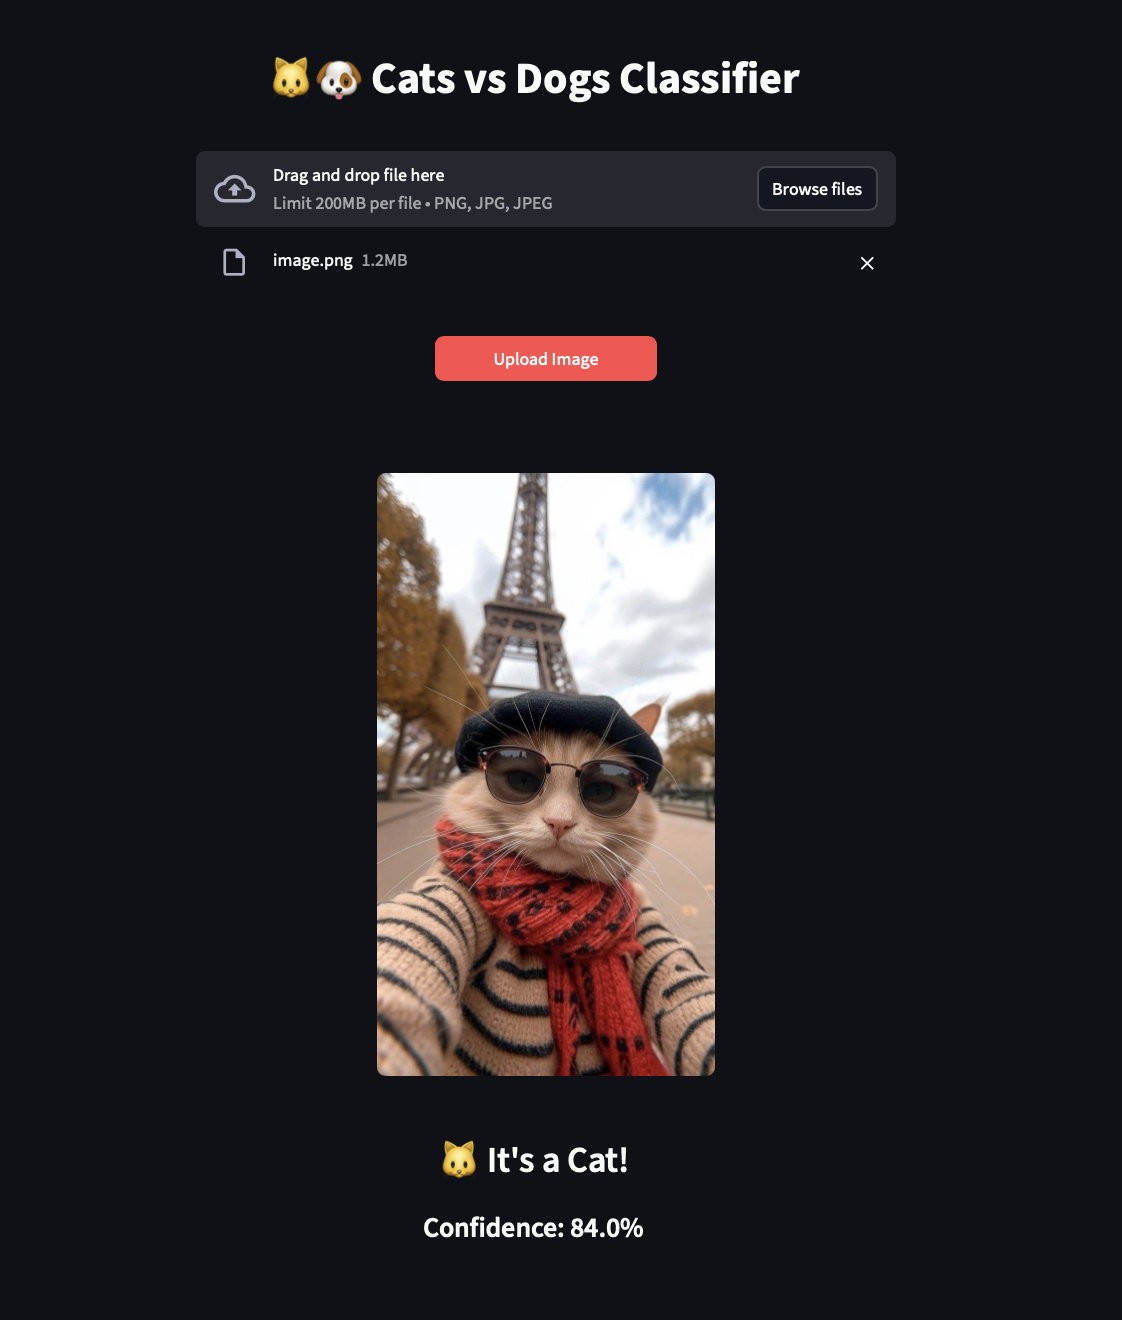 🐱🐶 Cats vs Dogs Classifier
Drag and drop file here
Limit 200MB per file • PNG, JPG, JPEG
Browse files
image.png 1.2MB
Upload Image
🐱 It's a Cat!
Confidence: 84.0%